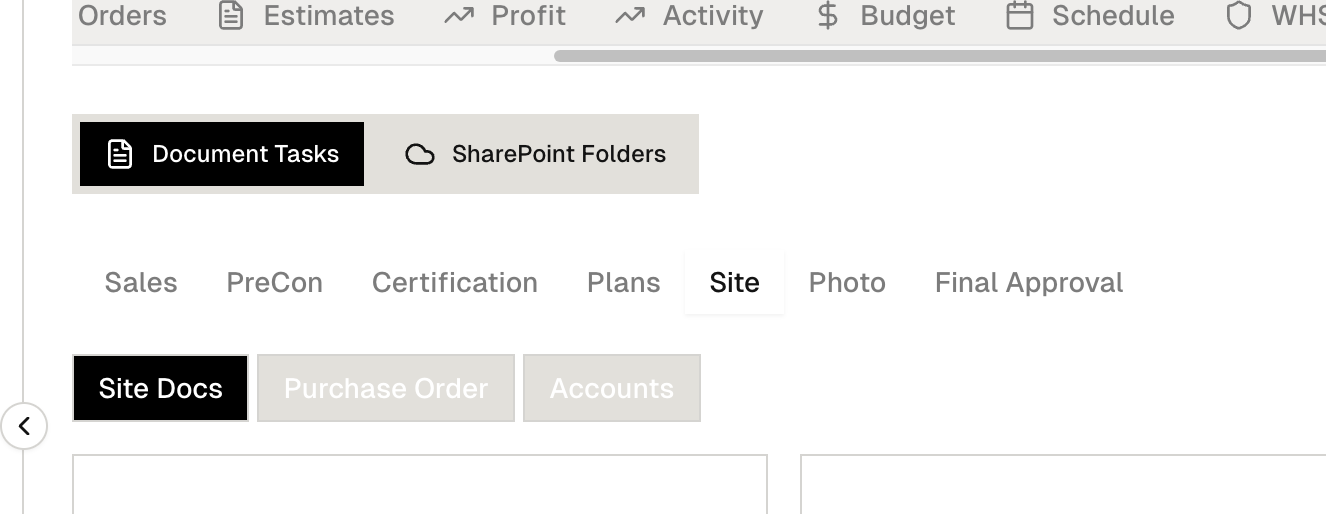 Orders Estimates Profit Activity Budget Schedule WHS
Document Tasks SharePoint Folders
Sales PreCon Certification Plans Site Photo Final Approval
Site Docs Purchase Order Accounts